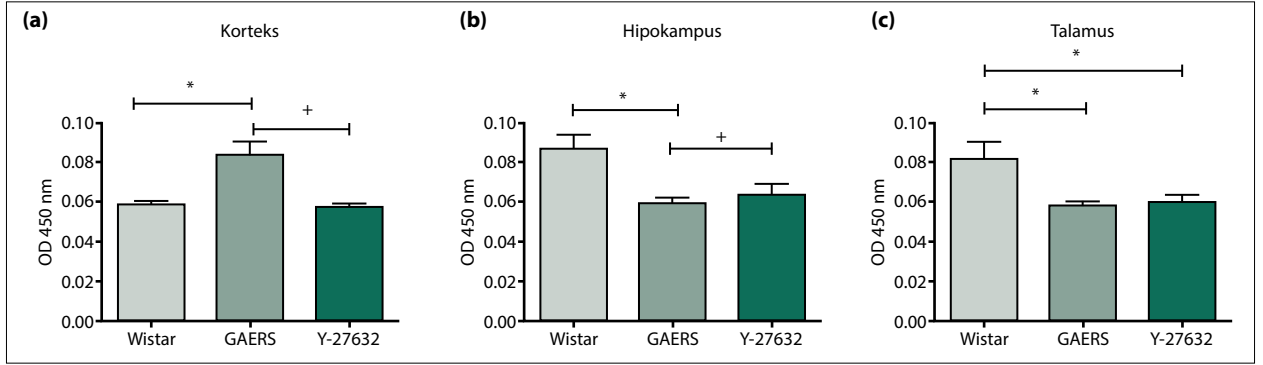 (a)
Korteks
*
+
OD 450 nm
0.10
0.08
0.06
0.04
0.02
0.00
Wistar GAERS Y-27632
(b)
Hipokampus
*
+
OD 450 nm
0.10
0.08
0.06
0.04
0.02
0.00
Wistar GAERS Y-27632
(c)
Talamus
*
*
OD 450 nm
0.10
0.08
0.06
0.04
0.02
0.00
Wistar GAERS Y-27632